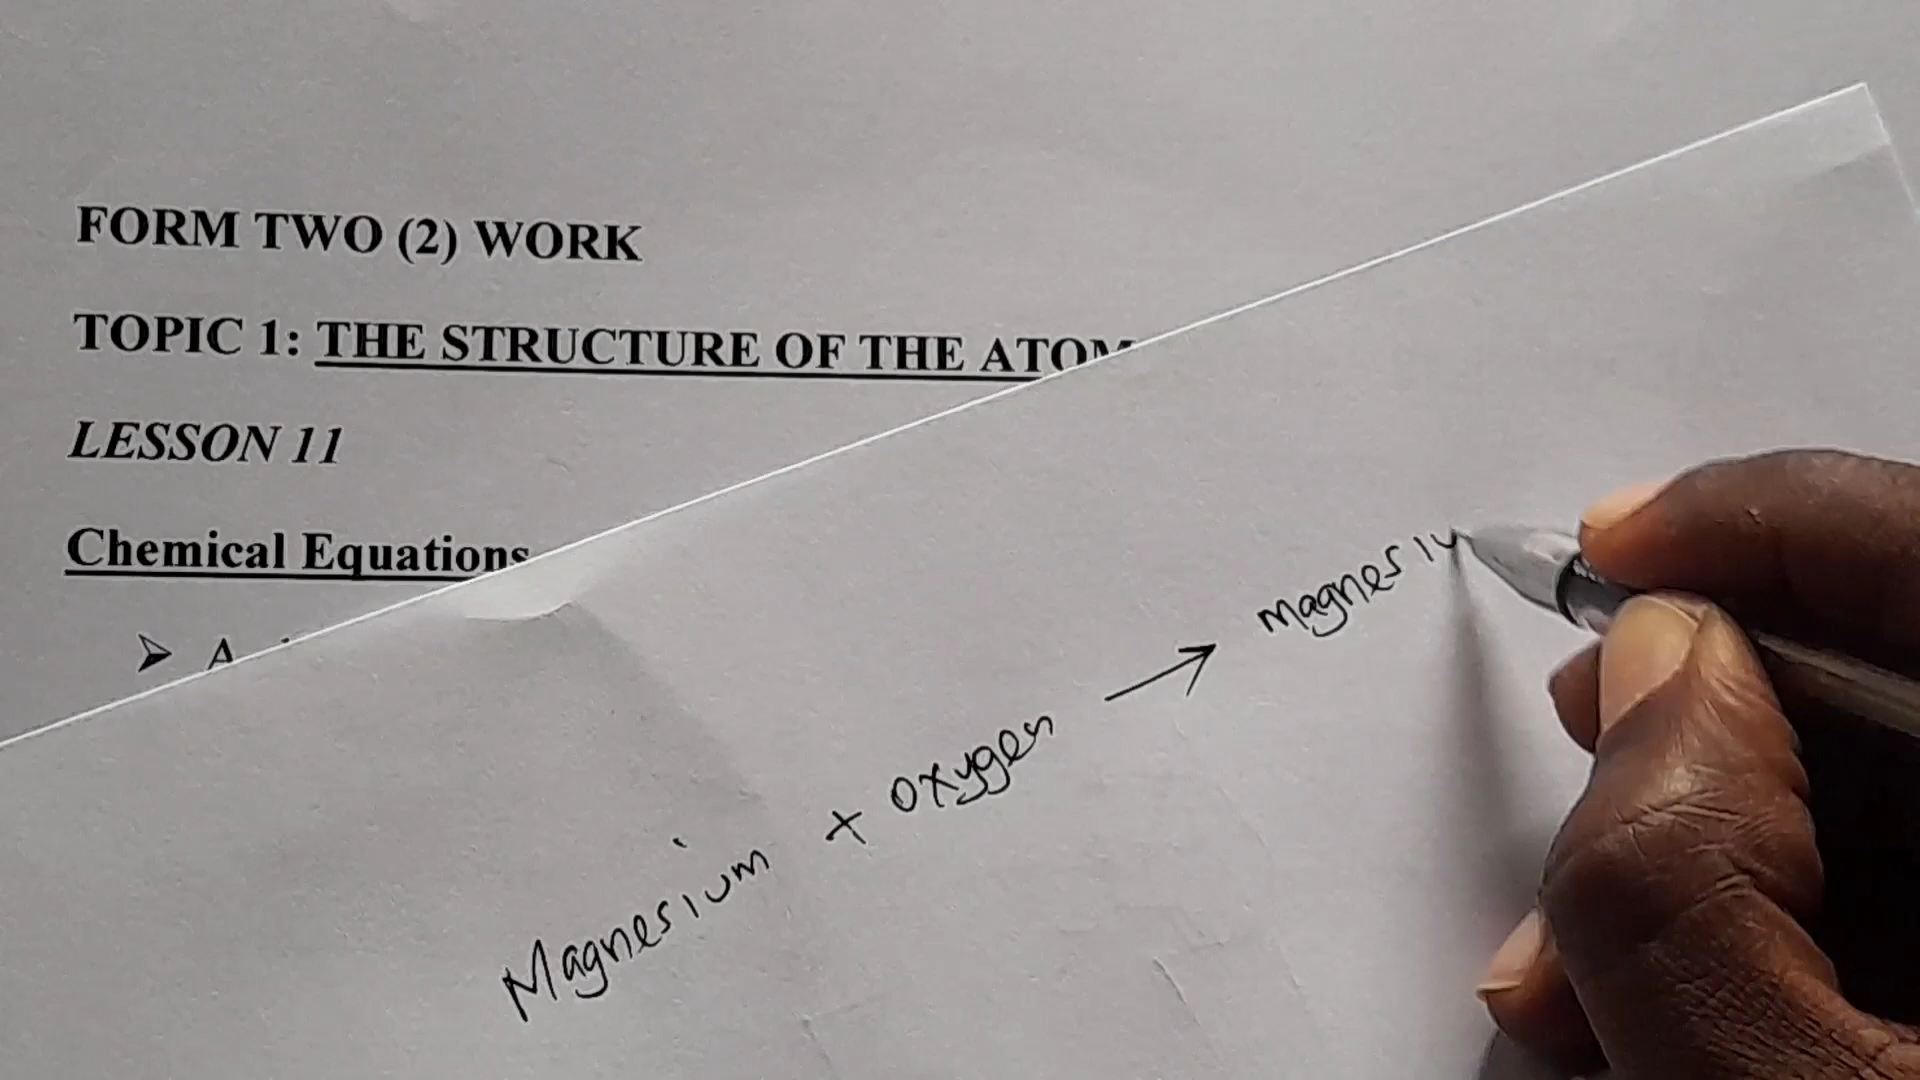 FORM TWO (2) WORK
TOPIC 1: THE STRUCTURE OF THE ATOM
LESSON 11
Chemical Equations
➤ A
Magnesium + Oxygen → magnesiu